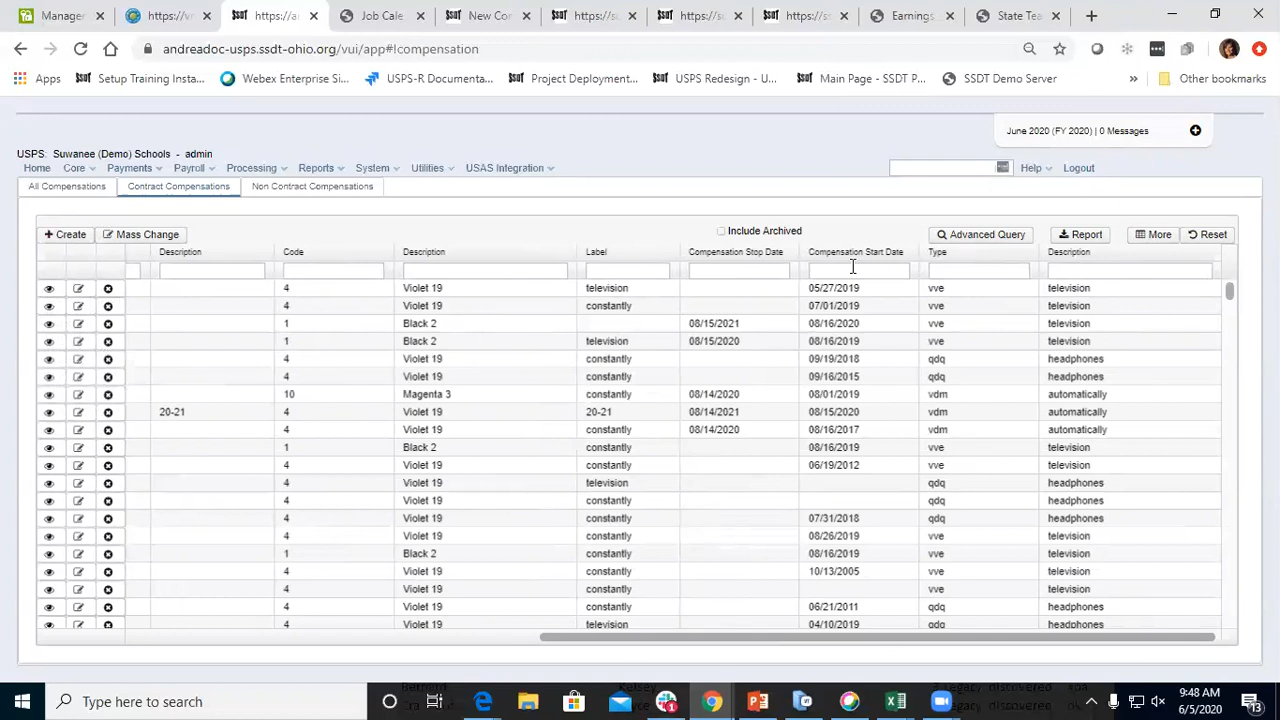 Manager
https://w
https://a
Job Cale
New Co
https://s
https://
https://s
Earnings
State Tea
andreadoc-usps.ssdt-ohio.org/vui/app#!compensation
Apps
Setup Training Insta...
Webex Enterprise Si...
USPS-R Documenta...
Project Deployment...
USPS Redesign - U...
Main Page - SSDT P...
SSDT Demo Server
»
Other bookmarks
June 2020 (FY 2020) | 0 Messages
USPS: Suwanee (Demo) Schools - admin
Home Core Payments Payroll Processing Reports System Utilities USAS Integration Help Logout
All Compensations Contract Compensations Non Contract Compensations
Create Mass Change Include Archived Advanced Query Report More Reset
Description Code Description Label Compensation Stop Date Compensation Start Date Type Description
4 Violet 19 television 05/27/2019 vve television
4 Violet 19 constantly 07/01/2019 vve television
1 Black 2 08/15/2021 08/16/2020 vve television
1 Black 2 television 08/15/2020 08/16/2019 vve television
4 Violet 19 constantly 09/19/2018 qdq headphones
4 Violet 19 constantly 09/16/2015 qdq headphones
10 Magenta 3 08/14/2020 08/01/2019 vdm automatically
20-21 4 Violet 19 20-21 08/14/2021 08/15/2020 vdm automatically
4 Violet 19 constantly 08/14/2020 08/16/2017 vdm automatically
1 Black 2 constantly 08/16/2019 vve television
4 Violet 19 constantly 06/19/2012 vve television
4 Violet 19 television qdq headphones
4 Violet 19 constantly qdq headphones
4 Violet 19 constantly 07/31/2018 qdq headphones
4 Violet 19 constantly 08/26/2019 vve television
1 Black 2 constantly 08/16/2019 vve television
4 Violet 19 constantly 10/13/2005 vve television
4 Violet 19 constantly vve television
4 Violet 19 constantly 06/21/2011 qdq headphones
4 Violet 19 television 04/10/2019 qdq headphones
Type here to search
9:48 AM
6/5/2020
13